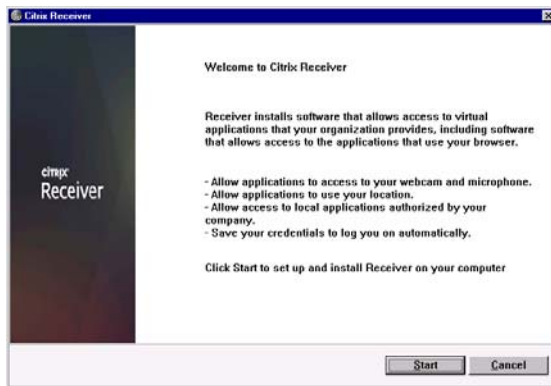 Citrix Receiver
Welcome to Citrix Receiver
Receiver installs software that allows access to virtual
applications that your organization provides, including software
that allows access to the applications that use your browser.
- Allow applications to access to your webcam and microphone.
- Allow applications to use your location.
- Allow access to local applications authorized by your
company.
- Save your credentials to log you on automatically.
Click Start to set up and install Receiver on your computer
citrix
Receiver
Start
Cancel